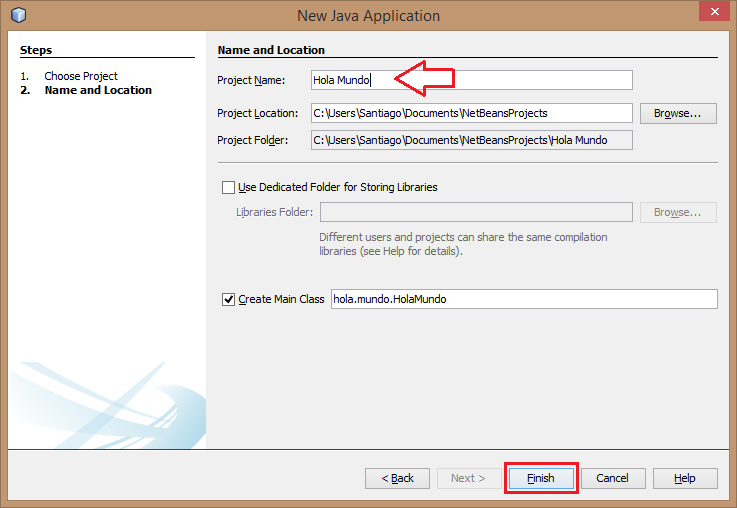 New Java Application
Steps
1. Choose Project
2. Name and Location
Name and Location
Project Name: Hola Mundo
Project Location: C:\Users\Santiago\Documents\NetBeansProjects Browse...
Project Folder: C:\Users\Santiago\Documents\NetBeansProjects\Hola Mundo
Use Dedicated Folder for Storing Libraries
Libraries Folder: Browse...
Different users and projects can share the same compilation
libraries (see Help for details).
Create Main Class hola.mundo.HolaMundo
< Back Next > Finish Cancel Help